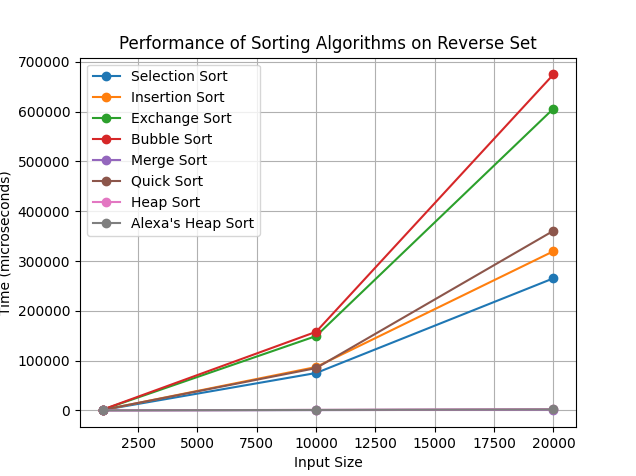 Performance of Sorting Algorithms on Reverse Set
700000
600000
500000
400000
300000
200000
100000
0
Time (microseconds)
Selection Sort
Insertion Sort
Exchange Sort
Bubble Sort
Merge Sort
Quick Sort
Heap Sort
Alexa's Heap Sort
2500 5000 7500 10000 12500 15000 17500 20000
Input Size